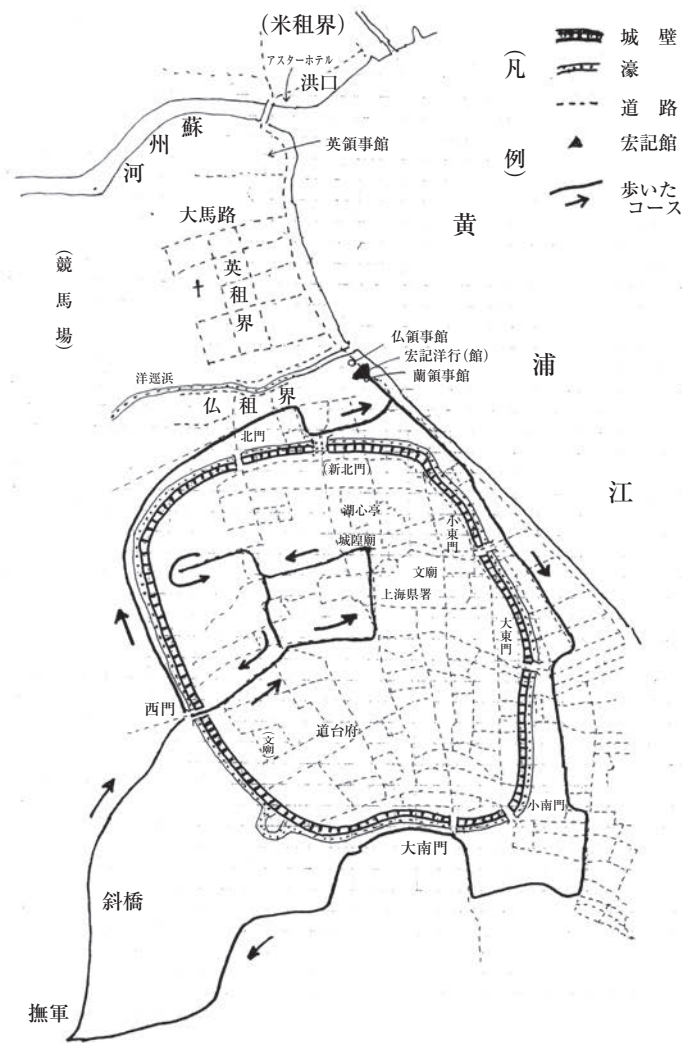 (米租界)
アスターホテル
洪口
(凡例)
城壁
濠
道路
宏記館
歩いた
コース
蘇州河
英領事館
大馬路
黄浦江
(競馬場)
英租界
仏領事館
宏記洋行(館)
蘭領事館
洋逕浜
仏租界
北門
(新北門)
湖心亭
小東門
城隍廟
文廟
上海県署
大東門
西門
道台府
(文廟)
小南門
大南門
斜橋
撫軍